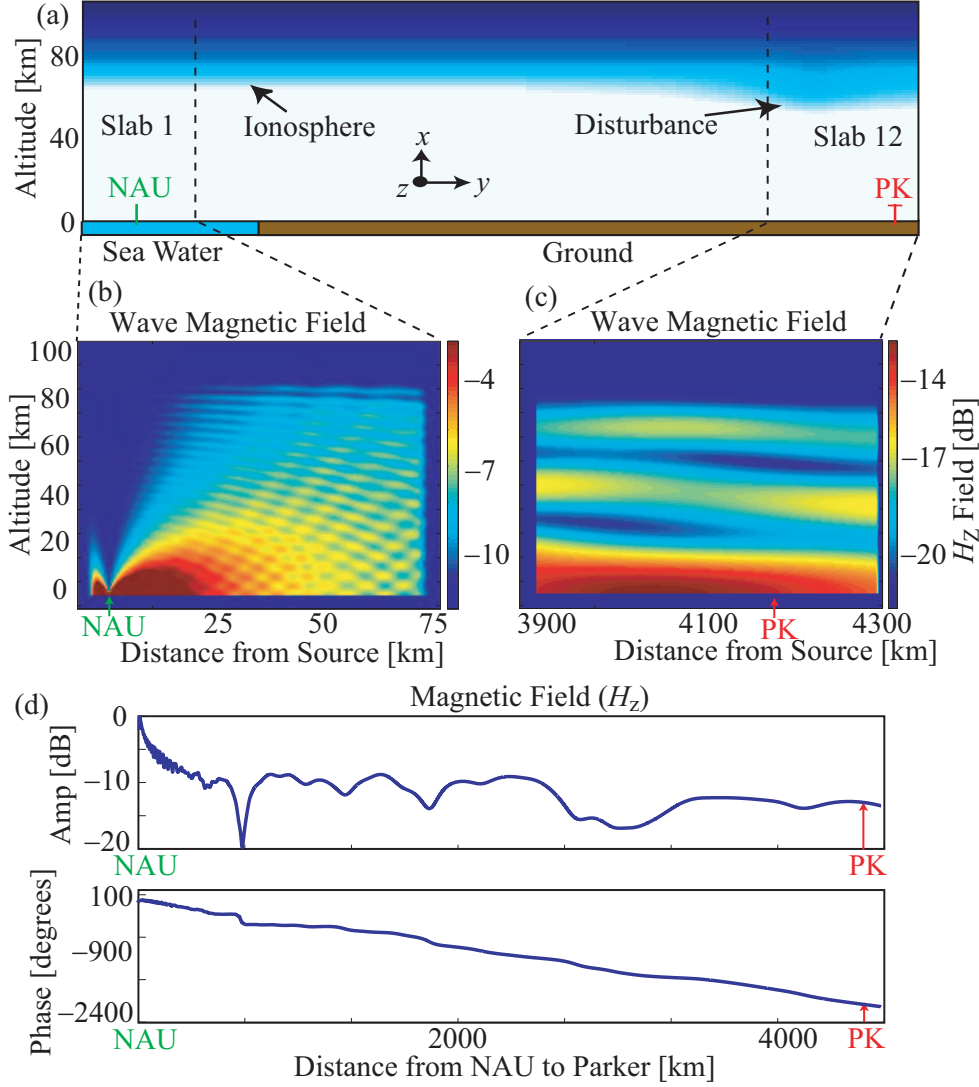 (a)
Altitude [km]
80
40
0
Slab 1
Ionosphere
Disturbance
Slab 12
x
z
y
NAU
PK
Sea Water
Ground
(b)
Wave Magnetic Field
Altitude [km]
100
80
60
40
20
0
NAU
25
50
75
Distance from Source [km]
−4
−7
−10
(c)
Wave Magnetic Field
3900
4100
4300
PK
Distance from Source [km]
−14
−17
−20
HZ Field [dB]
(d)
Magnetic Field (Hz)
Amp [dB]
0
−10
−20
NAU
PK
Phase [degrees]
100
−900
−2400
NAU
2000
4000
PK
Distance from NAU to Parker [km]